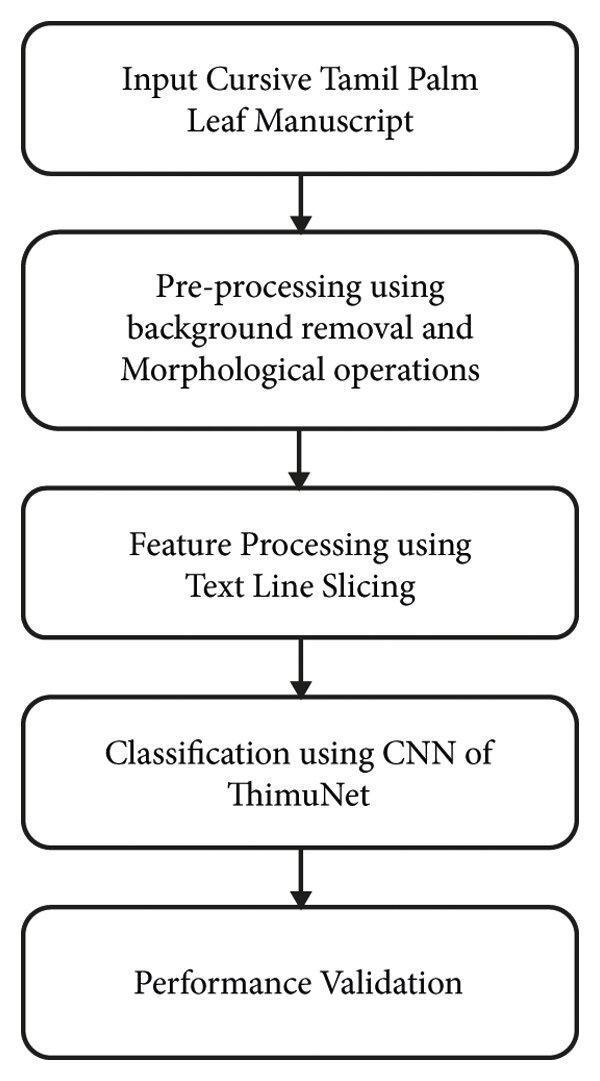 Input Cursive Tamil Palm
Leaf Manuscript
Pre-processing using
background removal and
Morphological operations
Feature Processing using
Text Line Slicing
Classification using CNN of
ThimuNet
Performance Validation